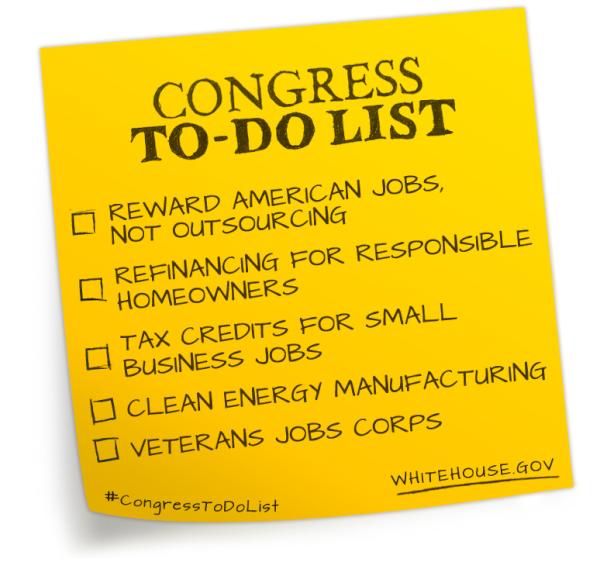 CONGRESS
TO-DO LIST
REWARD AMERICAN JOBS,
NOT OUTSOURCING
REFINANCING FOR RESPONSIBLE
HOMEOWNERS
TAX CREDITS FOR SMALL
BUSINESS JOBS
CLEAN ENERGY MANUFACTURING
VETERANS JOBS CORPS
WHITEHOUSE.GOV
#CongressToDoList